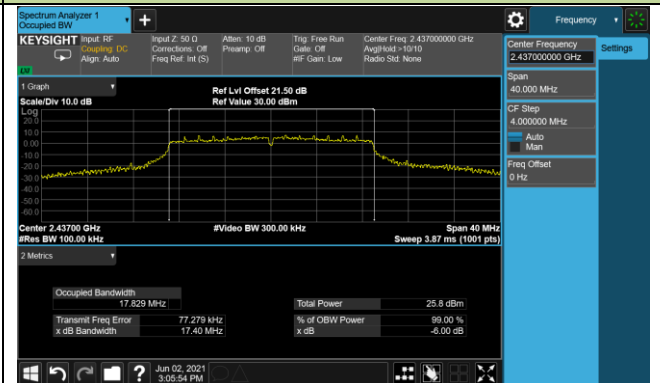 Spectrum Analyzer 1
Occupied BW
+
Frequency
KEYSIGHT
Input: RF
Coupling: DC
Align: Auto
Input Z: 50 Ω
Corrections: Off
Freq Ref: Int (S)
Atten: 10 dB
Preamp: Off
Trig: Free Run
Gate: Off
#IF Gain: Low
Center Freq: 2.437000000 GHz
Avg|Hold:>10/10
Radio Std: None
Center Frequency
2.437000000 GHz
Settings
Span
40.000 MHz
CF Step
4.000000 MHz
Auto
Man
Freq Offset
0 Hz
1 Graph
Scale/Div 10.0 dB
Ref Lvl Offset 21.50 dB
Ref Value 30.00 dBm
Log
20.0
10.0
0.00
-10.0
-20.0
-30.0
-40.0
-50.0
-60.0
Center 2.43700 GHz
#Res BW 100.00 kHz
#Video BW 300.00 kHz
Span 40 MHz
Sweep 3.87 ms (1001 pts)
2 Metrics
Occupied Bandwidth
17.829 MHz
Total Power
25.8 dBm
Transmit Freq Error
77.279 kHz
% of OBW Power
99.00 %
x dB Bandwidth
17.40 MHz
x dB
-6.00 dB
?
Jun 02, 2021
3:05:54 PM